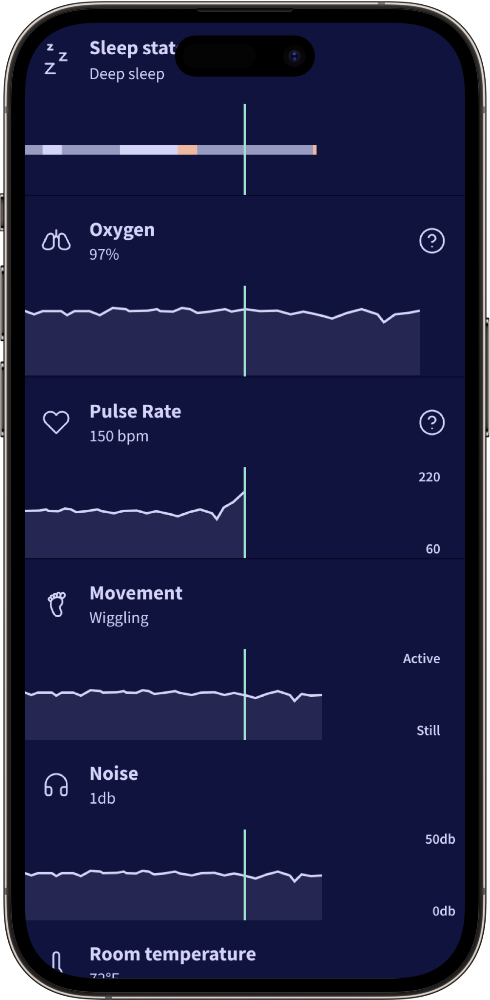 z
z
z
Sleep stat
Deep sleep
Oxygen
97%
?
Pulse Rate
150 bpm
?
220
60
Movement
Wiggling
Active
Still
Noise
1db
50db
0db
Room temperature
72°F